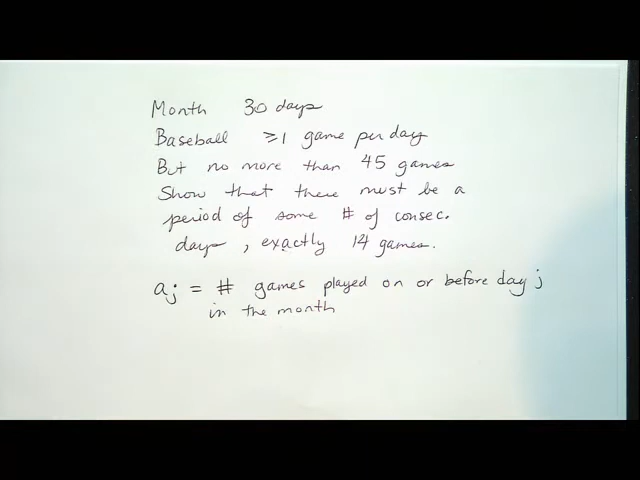 Month 30 days
Baseball ≥1 game per day
But no more than 45 games
Show that there must be a
period of some # of consec.
days, exactly 14 games.
aj = # games played on or before day j
in the month